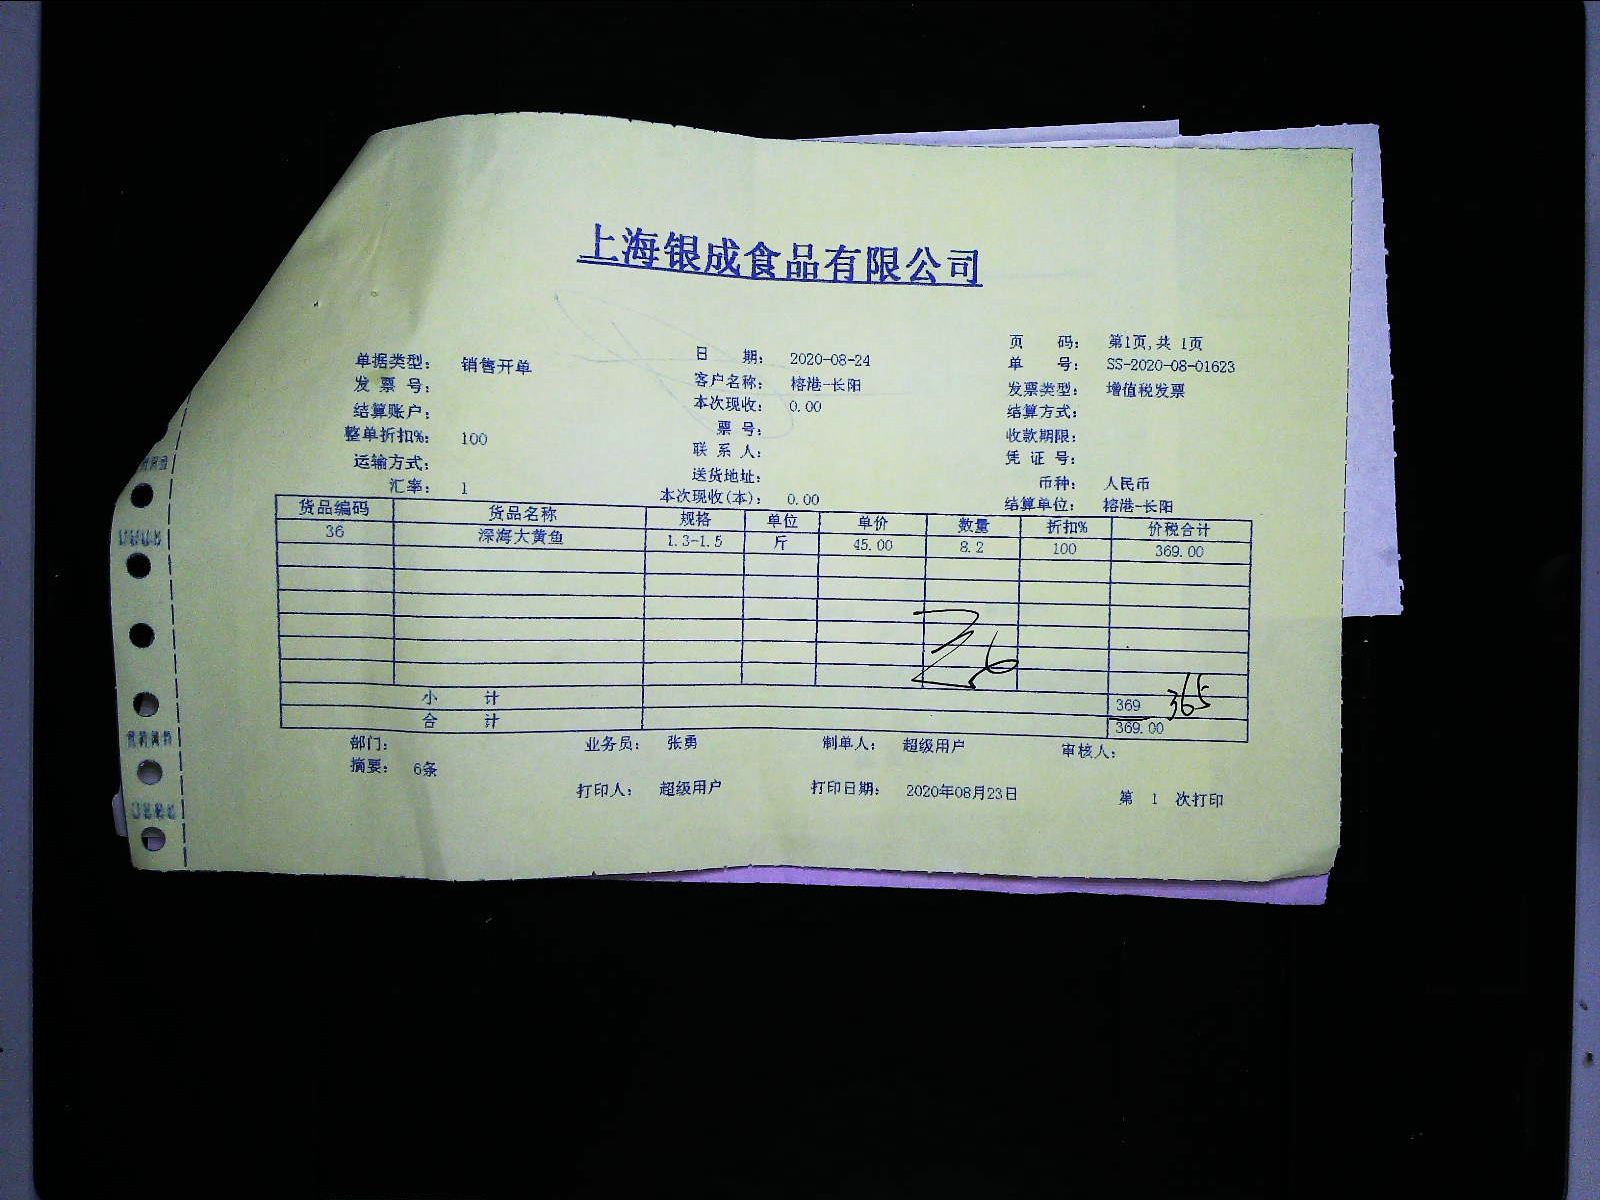 上海银成食品有限公司
页 码: 第1页,共 1页
单据类型: 销售开单 日 期: 2020-08-24 单 号: SS-2020-08-01623
发 票 号: 客户名称: 榕港-长阳 发票类型: 增值税发票
结算账户: 本次现收: 0.00 结算方式:
整单折扣%: 100 票 号: 收款期限:
运输方式: 联 系 人: 凭 证 号:
送货地址: 币种: 人民币
汇率: 1 本次现收(本): 0.00 结算单位: 榕港-长阳
货品编码 货品名称 规格 单位 单价 数量 折扣% 价税合计
36 深海大黄鱼 1.3-1.5 斤 45.00 8.2 100 369.00
小 计 369 365
合 计 369.00
部门: 业务员: 张勇 制单人: 超级用户 审核人:
摘要: 6条
打印人: 超级用户 打印日期: 2020年08月23日 第 1 次打印